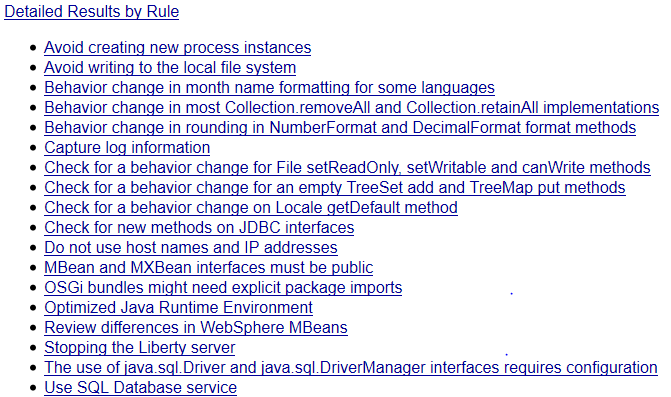 Detailed Results by Rule
Avoid creating new process instances
Avoid writing to the local file system
Behavior change in month name formatting for some languages
Behavior change in most Collection.removeAll and Collection.retainAll implementations
Behavior change in rounding in NumberFormat and DecimalFormat format methods
Capture log information
Check for a behavior change for File setReadOnly, setWritable and canWrite methods
Check for a behavior change for an empty TreeSet add and TreeMap put methods
Check for a behavior change on Locale getDefault method
Check for new methods on JDBC interfaces
Do not use host names and IP addresses
MBean and MXBean interfaces must be public
OSGi bundles might need explicit package imports
Optimized Java Runtime Environment
Review differences in WebSphere MBeans
Stopping the Liberty server
The use of java.sql.Driver and java.sql.DriverManager interfaces requires configuration
Use SQL Database service